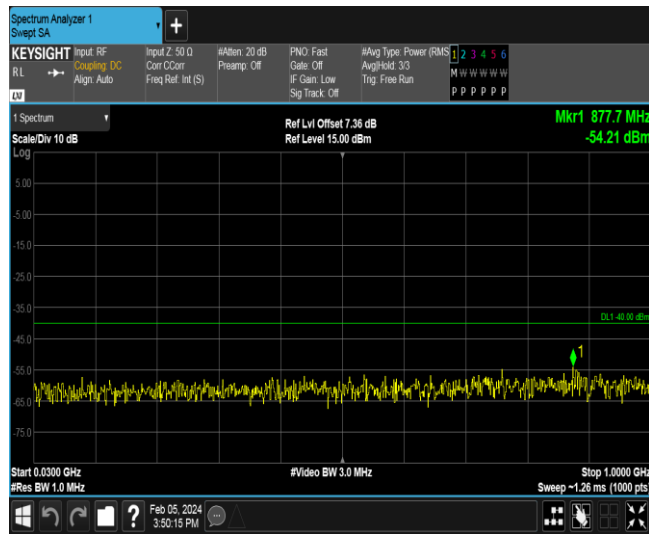 Spectrum Analyzer 1
Swept SA
+
KEYSIGHT
RL
LXI
Input: RF
Coupling: DC
Align: Auto
Input Z: 50 Ω
Corr CCorr
Freq Ref: Int (S)
#Atten: 20 dB
Preamp: Off
PNO: Fast
Gate: Off
IF Gain: Low
Sig Track: Off
#Avg Type: Power (RMS
Avg|Hold: 3/3
Trig: Free Run
1 2 3 4 5 6
M W W W W W
P P P P P P
1 Spectrum
Scale/Div 10 dB
Log
Ref Lvl Offset 7.36 dB
Ref Level 15.00 dBm
Mkr1 877.7 MHz
-54.21 dBm
5.00
-5.00
-15.0
-25.0
-35.0
DL1 -40.00 dBm
-45.0
1
-55.0
-65.0
-75.0
Start 0.0300 GHz
#Video BW 3.0 MHz
Stop 1.0000 GHz
#Res BW 1.0 MHz
Sweep ~1.26 ms (1000 pts)
?
Feb 05, 2024
3:50:15 PM